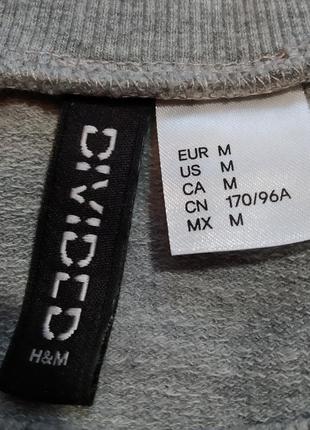 DIVIDED
H&M
EUR M
US M
CA M
CN 170/96A
MX M